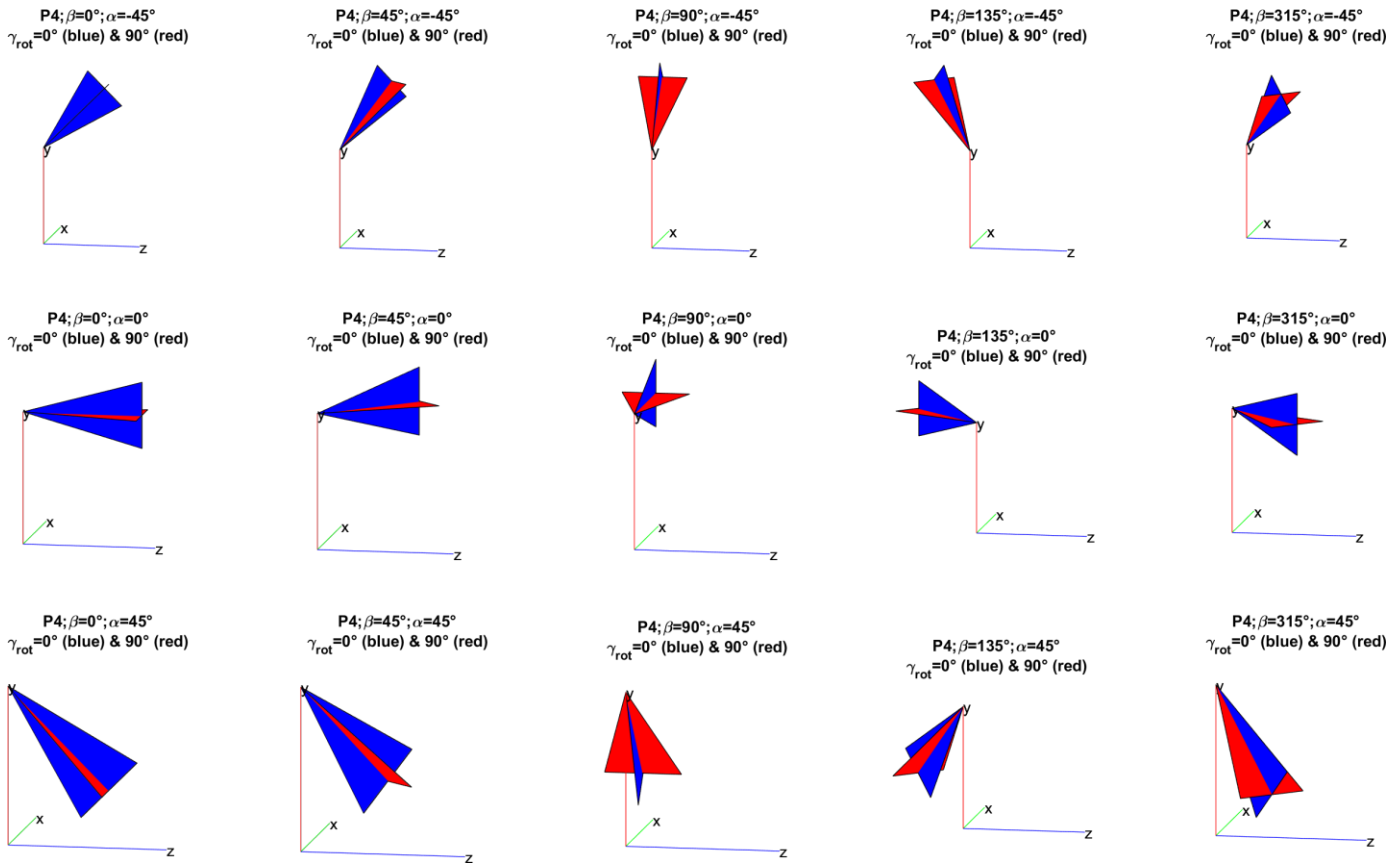 P4;β=0°;α=-45°
γrot=0° (blue) & 90° (red)
y
x
z
P4;β=45°;α=-45°
γrot=0° (blue) & 90° (red)
y
x
z
P4;β=90°;α=-45°
γrot=0° (blue) & 90° (red)
y
x
z
P4;β=135°;α=-45°
γrot=0° (blue) & 90° (red)
y
x
z
P4;β=315°;α=-45°
γrot=0° (blue) & 90° (red)
y
x
z
P4;β=0°;α=0°
γrot=0° (blue) & 90° (red)
y
x
z
P4;β=45°;α=0°
γrot=0° (blue) & 90° (red)
y
x
z
P4;β=90°;α=0°
γrot=0° (blue) & 90° (red)
y
x
z
P4;β=135°;α=0°
γrot=0° (blue) & 90° (red)
y
x
z
P4;β=315°;α=0°
γrot=0° (blue) & 90° (red)
y
x
z
P4;β=0°;α=45°
γrot=0° (blue) & 90° (red)
y
x
z
P4;β=45°;α=45°
γrot=0° (blue) & 90° (red)
y
x
z
P4;β=90°;α=45°
γrot=0° (blue) & 90° (red)
y
x
z
P4;β=135°;α=45°
γrot=0° (blue) & 90° (red)
y
x
z
P4;β=315°;α=45°
γrot=0° (blue) & 90° (red)
y
x
z